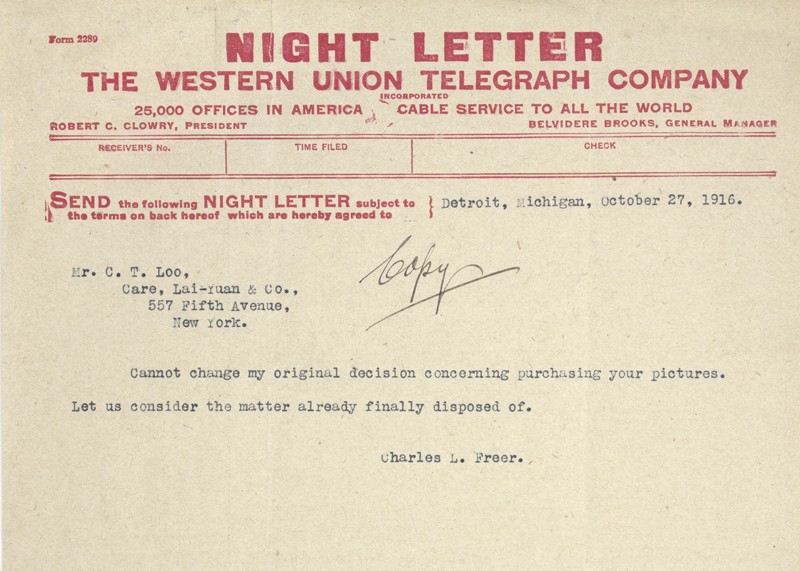 Form 2289
NIGHT LETTER
THE WESTERN UNION TELEGRAPH COMPANY
INCORPORATED
25,000 OFFICES IN AMERICA CABLE SERVICE TO ALL THE WORLD
ROBERT C. CLOWRY, PRESIDENT BELVIDERE BROOKS, GENERAL MANAGER
RECEIVER'S No. TIME FILED CHECK
SEND the following NIGHT LETTER subject to
the terms on back hereof which are hereby agreed to
Detroit, Michigan, October 27, 1916.
Copy
Mr. C. T. Loo,
Care, Lai-Yuan & Co.,
557 Fifth Avenue,
New York.
Cannot change my original decision concerning purchasing your pictures.
Let us consider the matter already finally disposed of.
Charles L. Freer.